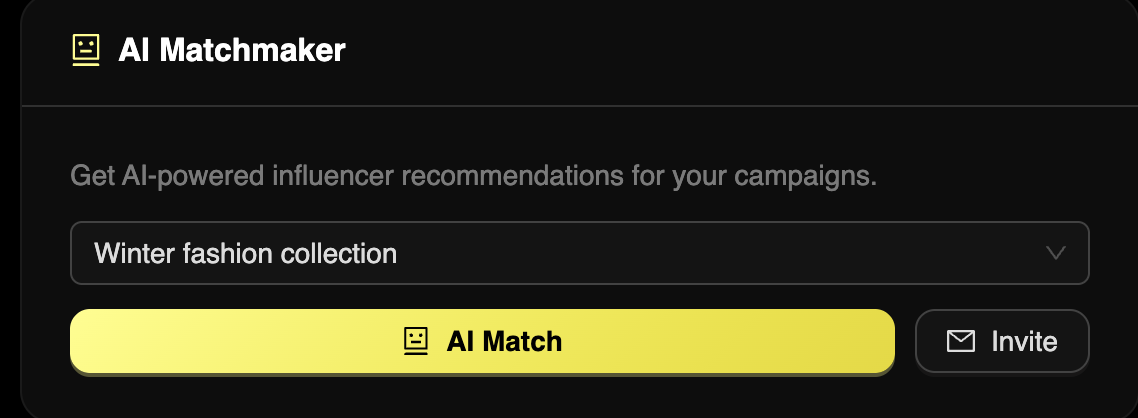 AI Matchmaker
Get AI-powered influencer recommendations for your campaigns.
Winter fashion collection
AI Match
Invite